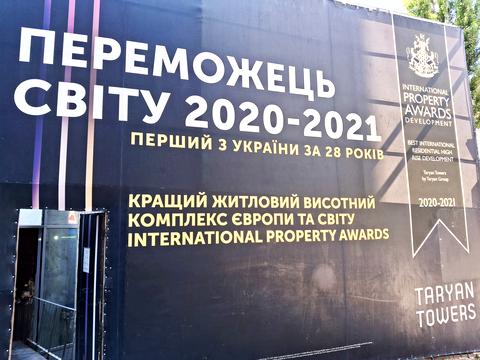 ПЕРЕМОЖЕЦЬ
СВІТУ 2020-2021
ПЕРШИЙ З УКРАЇНИ ЗА 28 РОКІВ
КРАЩИЙ ЖИТЛОВИЙ ВИСОТНИЙ
КОМПЛЕКС ЄВРОПИ ТА СВІТУ
INTERNATIONAL PROPERTY AWARDS
INTERNATIONAL
PROPERTY
AWARDS
DEVELOPMENT
BEST INTERNATIONAL
RESIDENTIAL HIGH
RISE DEVELOPMENT
Taryan Towers
by Taryan Group
2020-2021
TARYAN
TOWERS